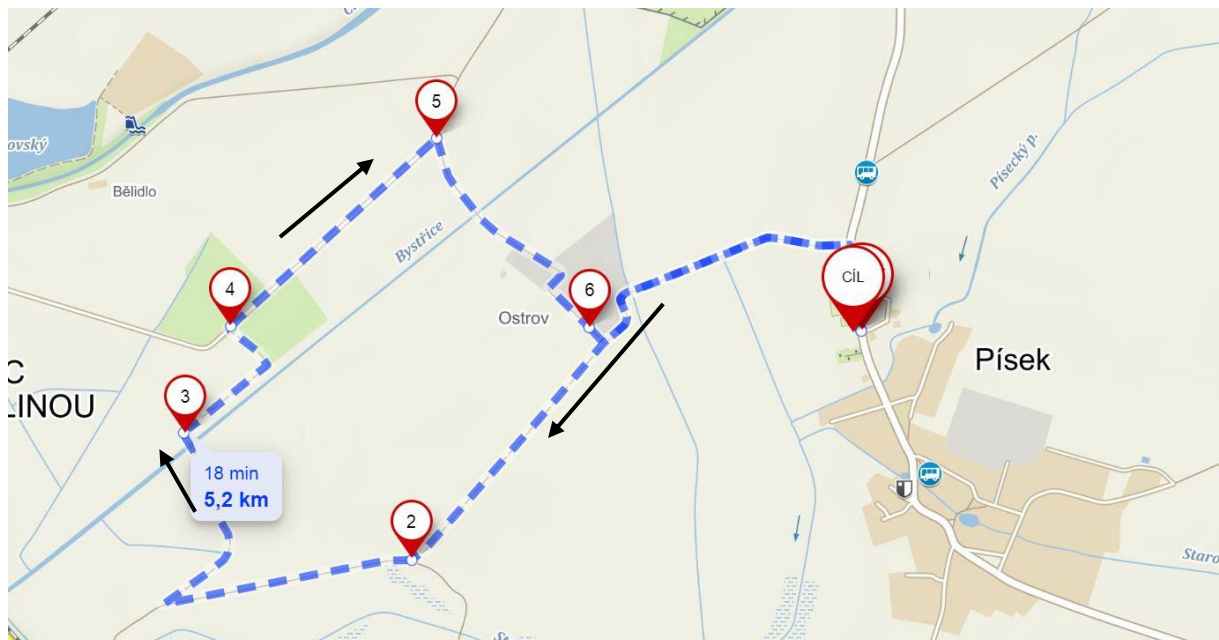 5
ovský
Bělidlo
Bystřice
Písecký p.
4
6
CÍL
Ostrov
Písek
C
LINOU
3
18 min
5,2 km
2
Staro